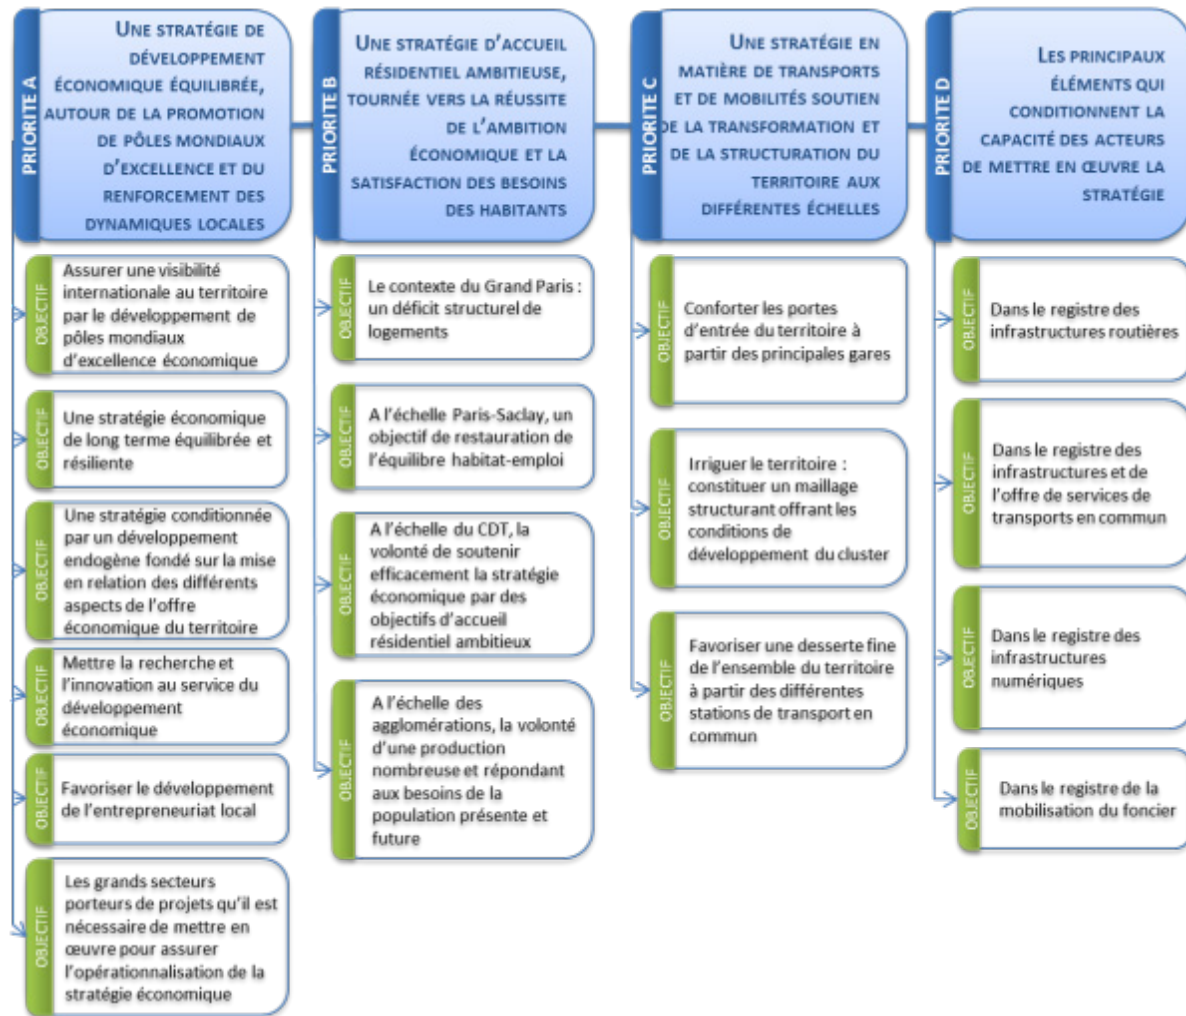 PRIORITE A
UNE STRATÉGIE DE
DÉVELOPPEMENT
ÉCONOMIQUE ÉQUILIBRÉE,
AUTOUR DE LA PROMOTION
DE PÔLES MONDIAUX
D'EXCELLENCE ET DU
RENFORCEMENT DES
DYNAMIQUES LOCALES
OBJECTIF
Assurer une visibilité
internationale au territoire
par le développement de
pôles mondiaux
d'excellence économique
OBJECTIF
Une stratégie économique
de long terme équilibrée et
résiliente
OBJECTIF
Une stratégie conditionnée
par un développement
endogène fondé sur la mise
en relation des différents
aspects de l'offre
économique du territoire
OBJECTIF
Mettre la recherche et
l'innovation au service du
développement
économique
OBJECTIF
Favoriser le développement
de l'entrepreneuriat local
OBJECTIF
Les grands secteurs
porteurs de projets qu'il est
nécessaire de mettre en
œuvre pour assurer
l'opérationnalisation de la
stratégie économique
PRIORITE B
UNE STRATÉGIE D'ACCUEIL
RÉSIDENTIEL AMBITIEUSE,
TOURNÉE VERS LA RÉUSSITE
DE L'AMBITION
ÉCONOMIQUE ET LA
SATISFACTION DES BESOINS
DES HABITANTS
OBJECTIF
Le contexte du Grand Paris :
un déficit structurel de
logements
OBJECTIF
A l'échelle Paris-Saclay, un
objectif de restauration de
l'équilibre habitat-emploi
OBJECTIF
A l'échelle du CDT, la
volonté de soutenir
efficacement la stratégie
économique par des
objectifs d'accueil
résidentiel ambitieux
OBJECTIF
A l'échelle des
agglomérations, la volonté
d'une production
nombreuse et répondant
aux besoins de la
population présente et
future
PRIORITE C
UNE STRATÉGIE EN
MATIÈRE DE TRANSPORTS
ET DE MOBILITÉS SOUTIEN
DE LA TRANSFORMATION ET
DE LA STRUCTURATION DU
TERRITOIRE AUX
DIFFÉRENTES ÉCHELLES
OBJECTIF
Conforter les portes
d'entrée du territoire à
partir des principales gares
OBJECTIF
Irriguer le territoire :
constituer un maillage
structurant offrant les
conditions de
développement du cluster
OBJECTIF
Favoriser une desserte fine
de l'ensemble du territoire
à partir des différentes
stations de transport en
commun
PRIORITE D
LES PRINCIPAUX
ÉLÉMENTS QUI
CONDITIONNENT LA
CAPACITÉ DES ACTEURS
DE METTRE EN ŒUVRE LA
STRATÉGIE
OBJECTIF
Dans le registre des
infrastructures routières
OBJECTIF
Dans le registre des
infrastructures et de
l'offre de services de
transports en commun
OBJECTIF
Dans le registre des
infrastructures
numériques
OBJECTIF
Dans le registre de la
mobilisation du foncier